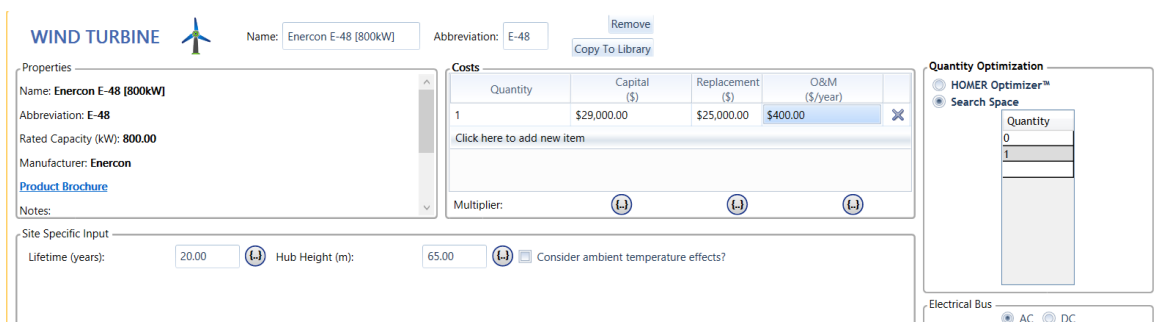 WIND TURBINE
Name: Enercon E-48 [800kW]
Abbreviation: E-48
Remove
Copy To Library
Properties
Name: Enercon E-48 [800kW]
Abbreviation: E-48
Rated Capacity (kW): 800.00
Manufacturer: Enercon
Product Brochure
Notes:
Costs
Quantity Capital ($) Replacement ($) O&M ($/year)
1 $29,000.00 $25,000.00 $400.00
Click here to add new item
Multiplier: {..} {..} {..}
Quantity Optimization
HOMER Optimizer™
Search Space
Quantity
0
1
Site Specific Input
Lifetime (years): 20.00 {..} Hub Height (m): 65.00 {..} Consider ambient temperature effects?
Electrical Bus
AC DC